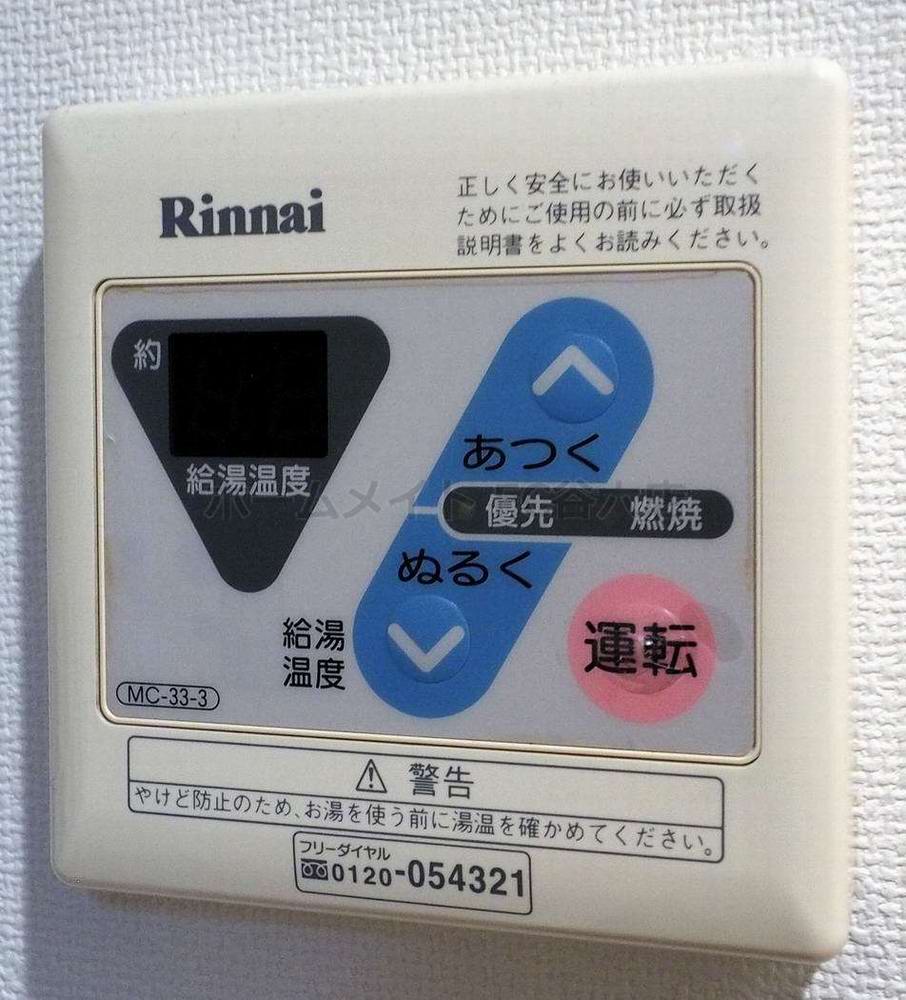 Rinnai
正しく安全にお使いいただく
ためにご使用の前に必ず取扱
説明書をよくお読みください。
約
給湯温度
あつく
優先 燃焼
ぬるく
給湯
温度
運転
MC-33-3
⚠ 警告
やけど防止のため、お湯を使う前に湯温を確かめてください。
フリーダイヤル
0120-054321